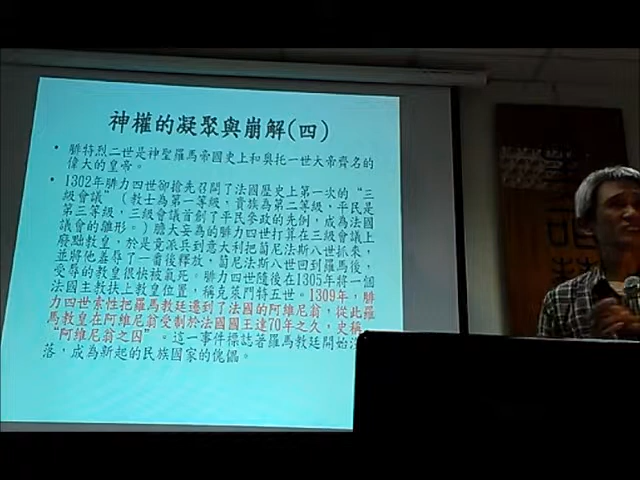 神權的凝聚與崩解(四)
• 腓特烈二世是神聖羅馬帝國史上和奧托一世大帝齊名的
偉大的皇帝。
• 1302年腓力四世卻搶先召開了法國歷史上第一次的“三
級會議”（教士為第一等級，貴族為第二等級，平民是
第三等級，三級會議首創了平民參政的先例，成為法國
議會的雛形。）膽大妄為的腓力四世打算在三級會議上
廢黜教皇，於是竟派兵到意大利把蔔尼法斯八世抓來，
並將他羞辱了一番後釋放，蔔尼法斯八世回到羅馬後，
受辱的教皇很快被氣死，腓力四世隨後在1305年將一個
法國主教扶上教皇位置，稱克萊門特五世。1309年，腓
力四世索性把羅馬教廷遷到了法國的阿維尼翁，從此羅
馬教皇在阿維尼翁受制於法國國王達70年之久，史稱
“阿維尼翁之囚”。這一事件標誌著羅馬教廷開始
落，成為新起的民族國家的傀儡。